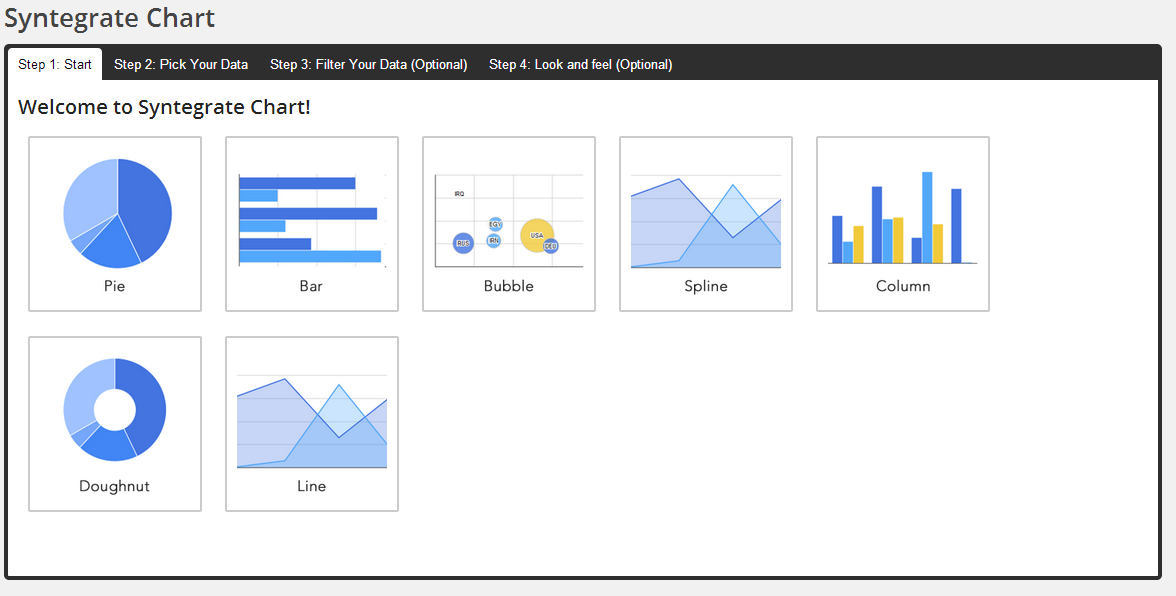 Syntegrate Chart
Step 1: Start Step 2: Pick Your Data Step 3: Filter Your Data (Optional) Step 4: Look and feel (Optional)
Welcome to Syntegrate Chart!
IRQ
EGY
RUS IRN USA DEU
Pie Bar Bubble Spline Column
Doughnut Line